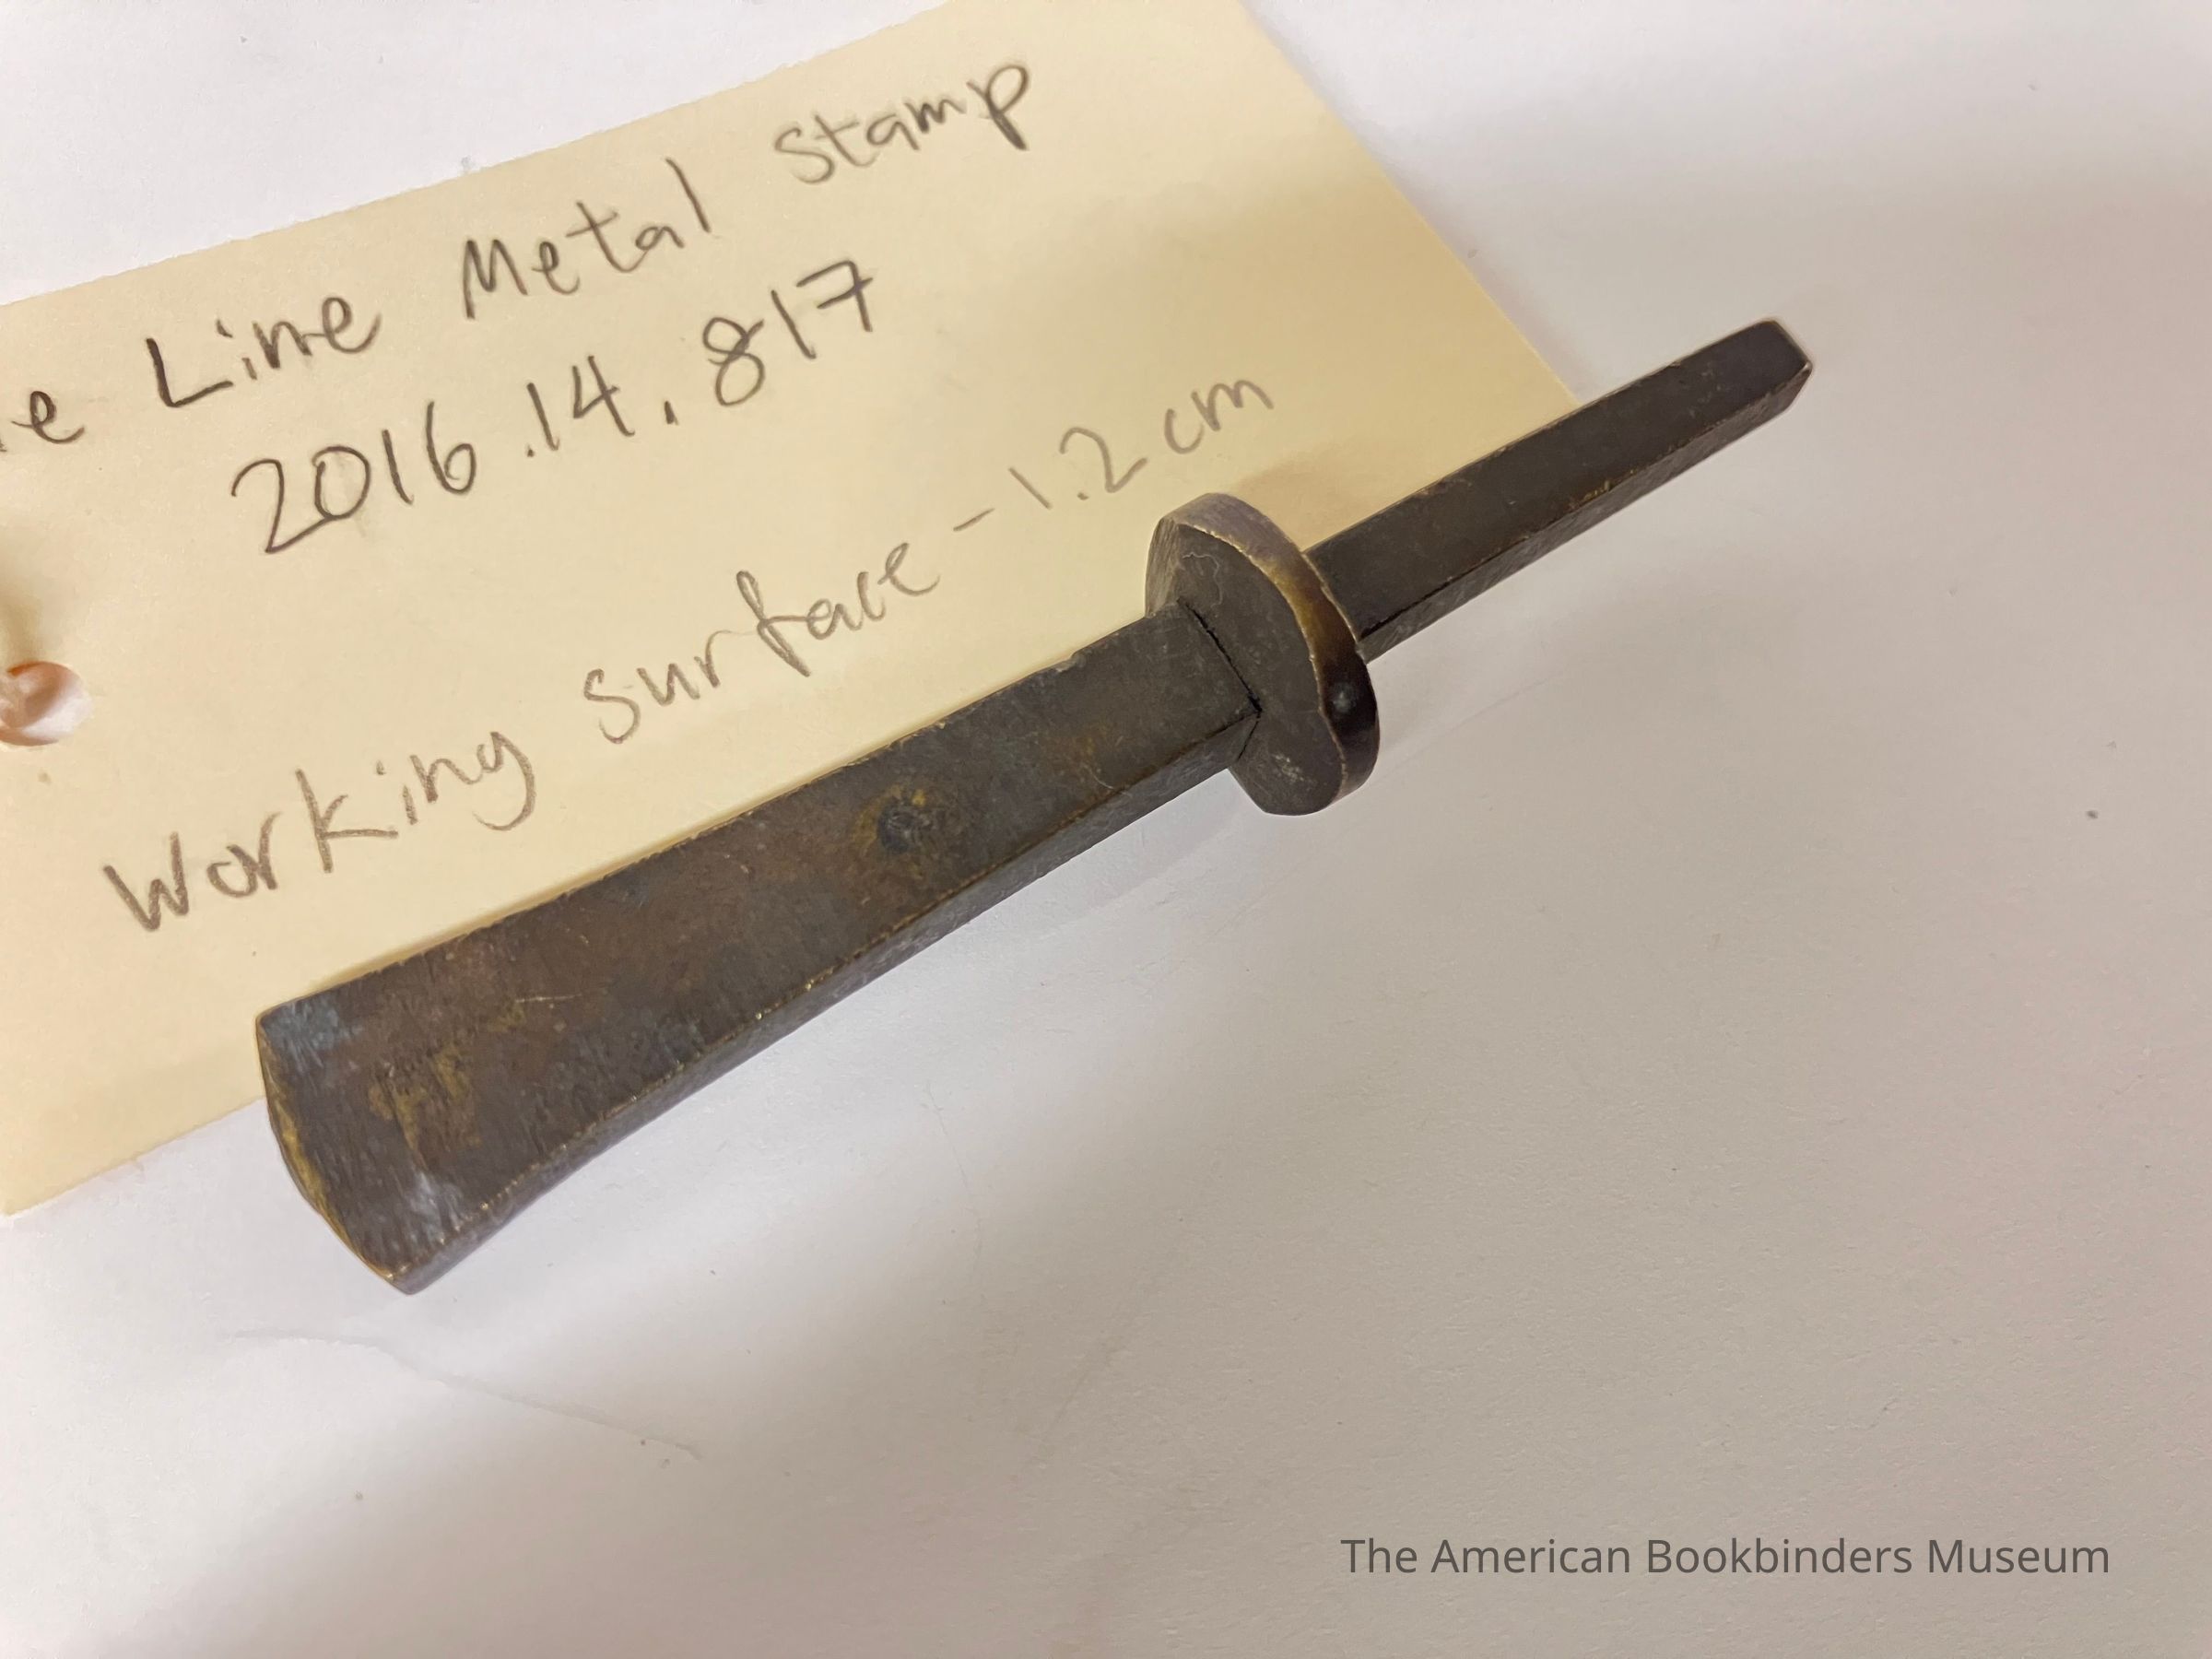 Line Metal Stamp
2016.14.817
Working surface - 1.2 cm
The American Bookbinders Museum